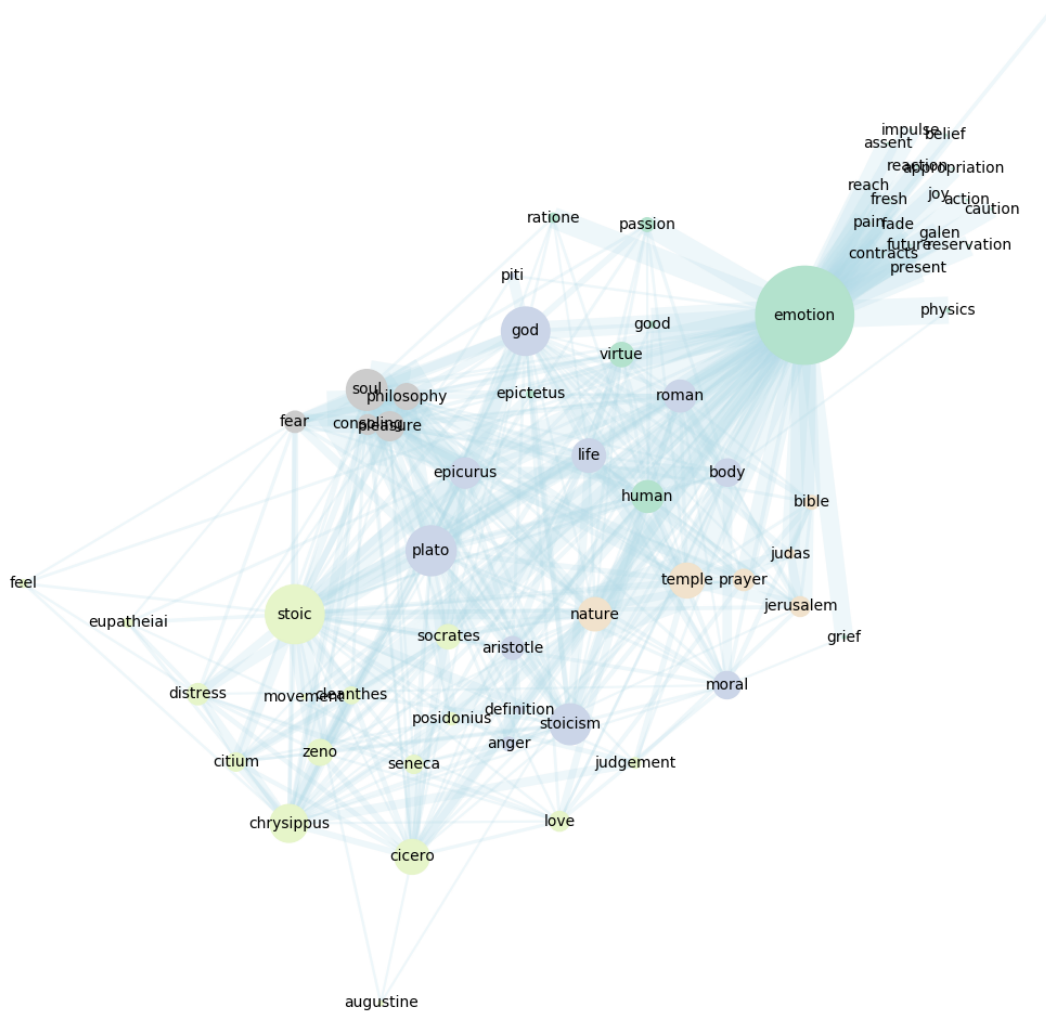 impulse
belief
assent
reaction
appropriation
reach
joy
action
fresh
caution
ratione
passion
pain
fade
galen
future
reservation
contracts
present
piti
physics
emotion
good
god
virtue
soul
philosophy
epictetus
roman
fear
consoling
pleasure
life
epicurus
body
human
bible
plato
judas
feel
temple
prayer
jerusalem
stoic
nature
eupatheiai
socrates
grief
aristotle
moral
distress
movement
cleanthes
definition
posidonius
stoicism
anger
zeno
citium
seneca
judgement
chrysippus
love
cicero
augustine